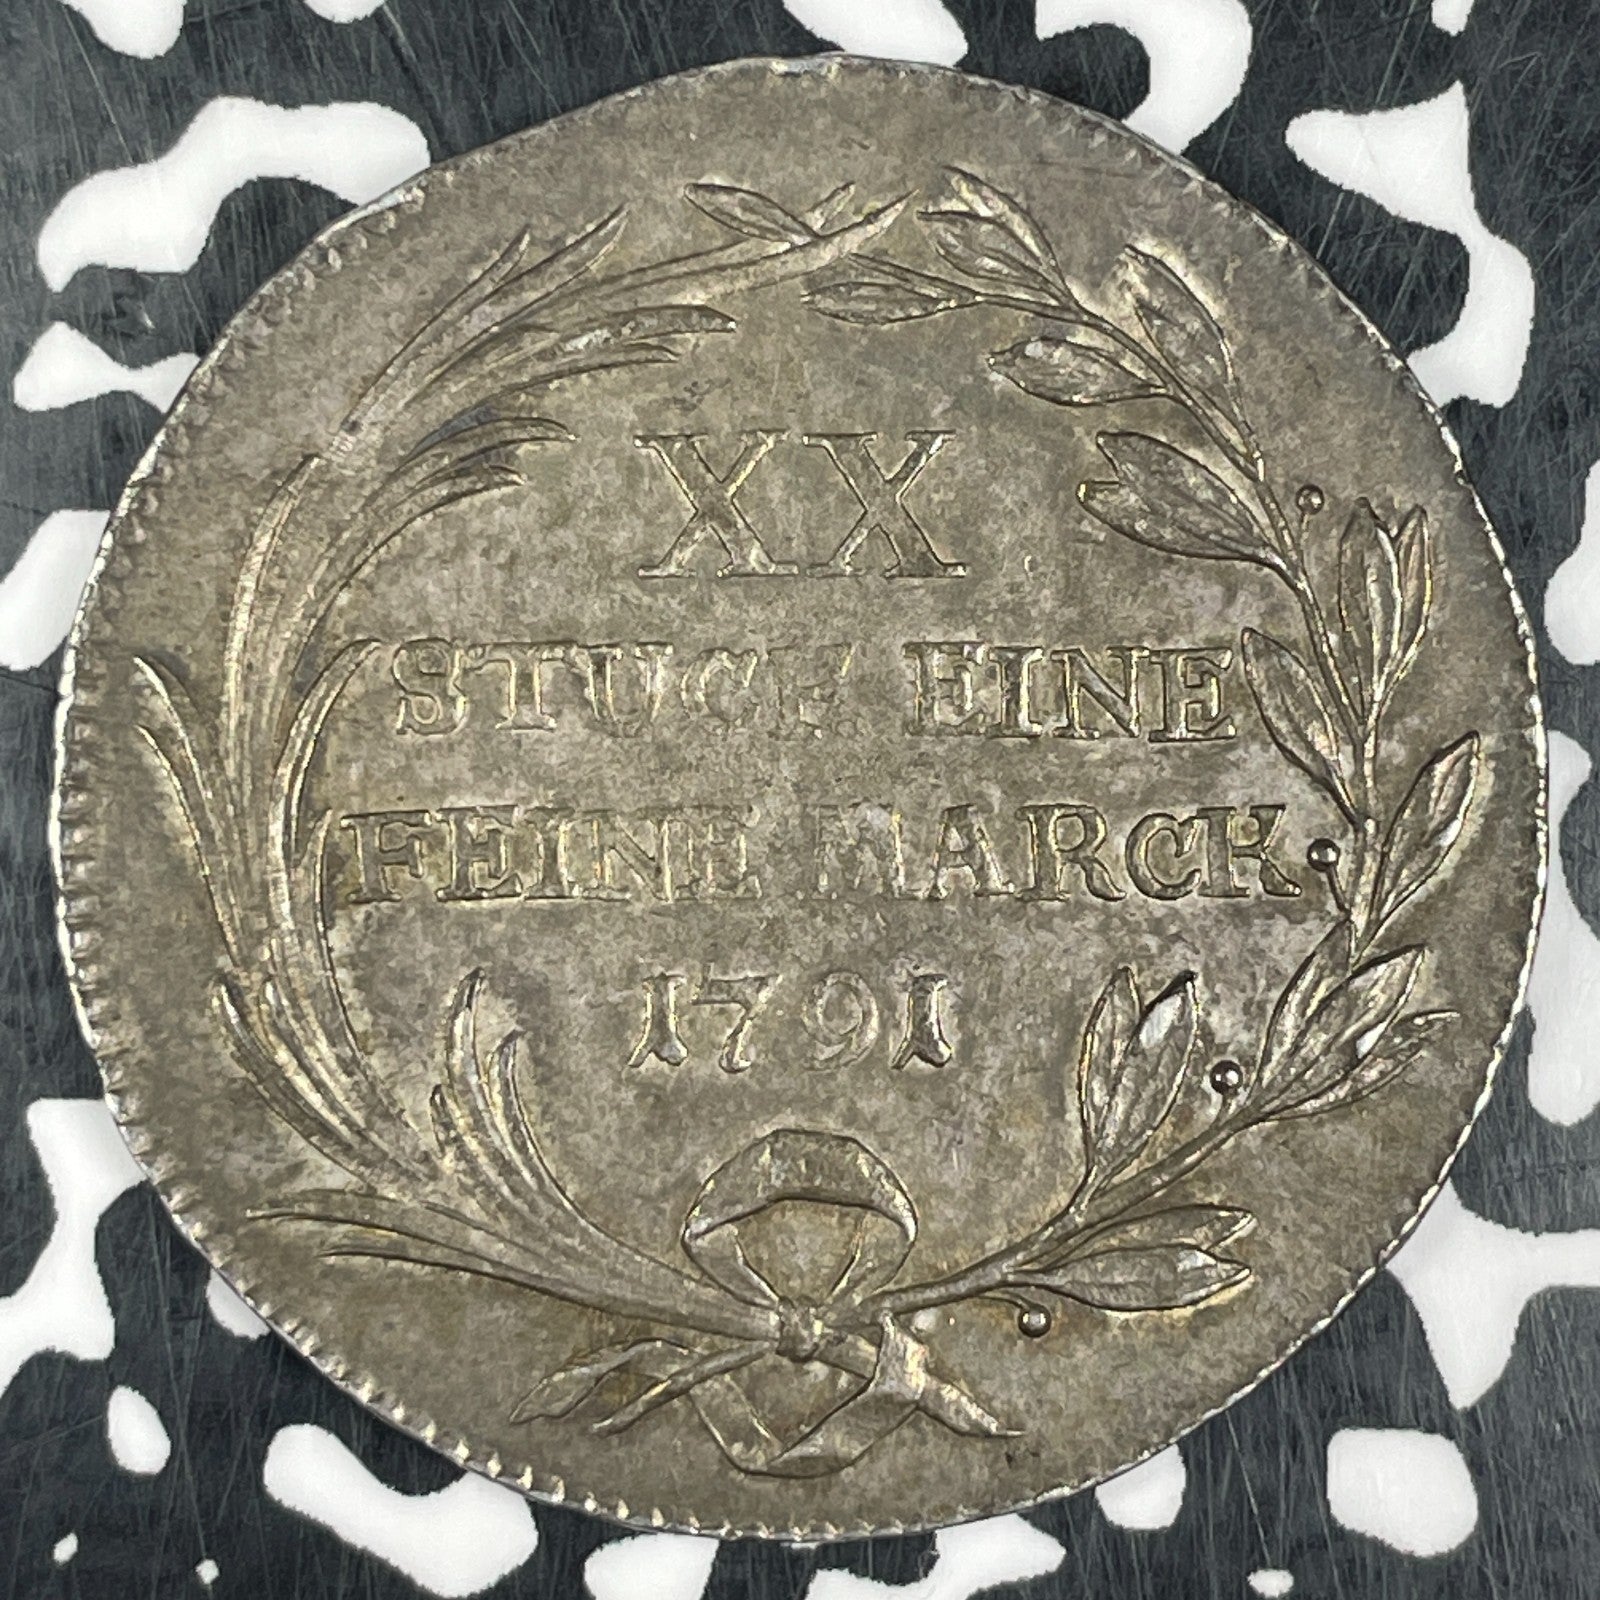 XX
STUCK EINE
FEINE MARCK
1791